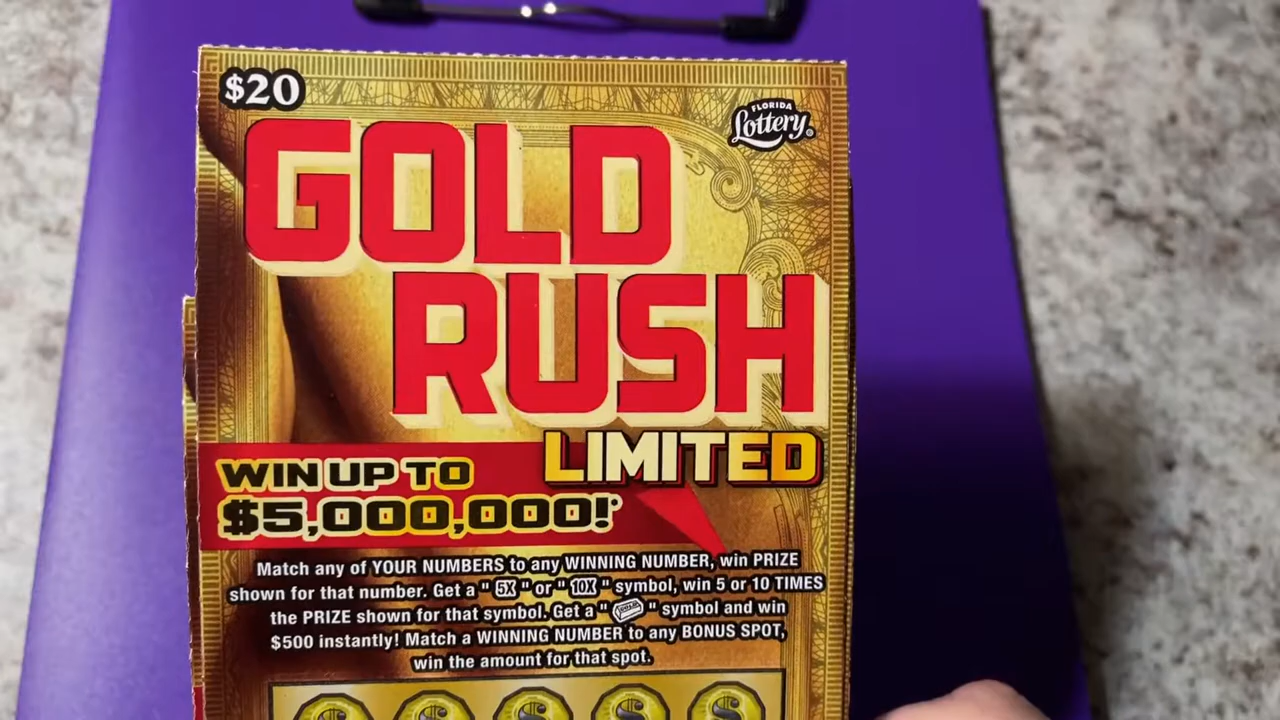 $20
FLORIDA
Lottery®
GOLD
RUSH
LIMITED
WIN UP TO
$5,000,000!*
Match any of YOUR NUMBERS to any WINNING NUMBER, win PRIZE
shown for that number. Get a "5X" or "10X" symbol, win 5 or 10 TIMES
the PRIZE shown for that symbol. Get a " " symbol and win
$500 instantly! Match a WINNING NUMBER to any BONUS SPOT,
win the amount for that spot.
$ $ $ $ $